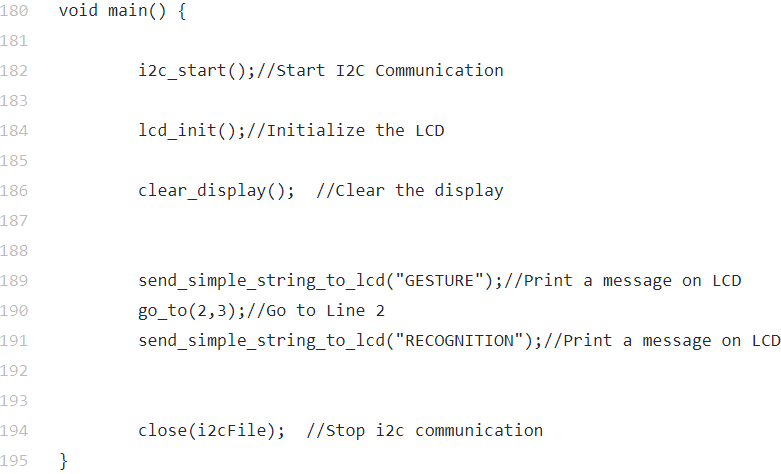 180 void main() {
181
182 i2c_start();//Start I2C Communication
183
184 lcd_init();//Initialize the LCD
185
186 clear_display();  //Clear the display
187
188
189 send_simple_string_to_lcd("GESTURE");//Print a message on LCD
190 go_to(2,3);//Go to Line 2
191 send_simple_string_to_lcd("RECOGNITION");//Print a message on LCD
192
193
194 close(i2cFile);  //Stop i2c communication
195 }